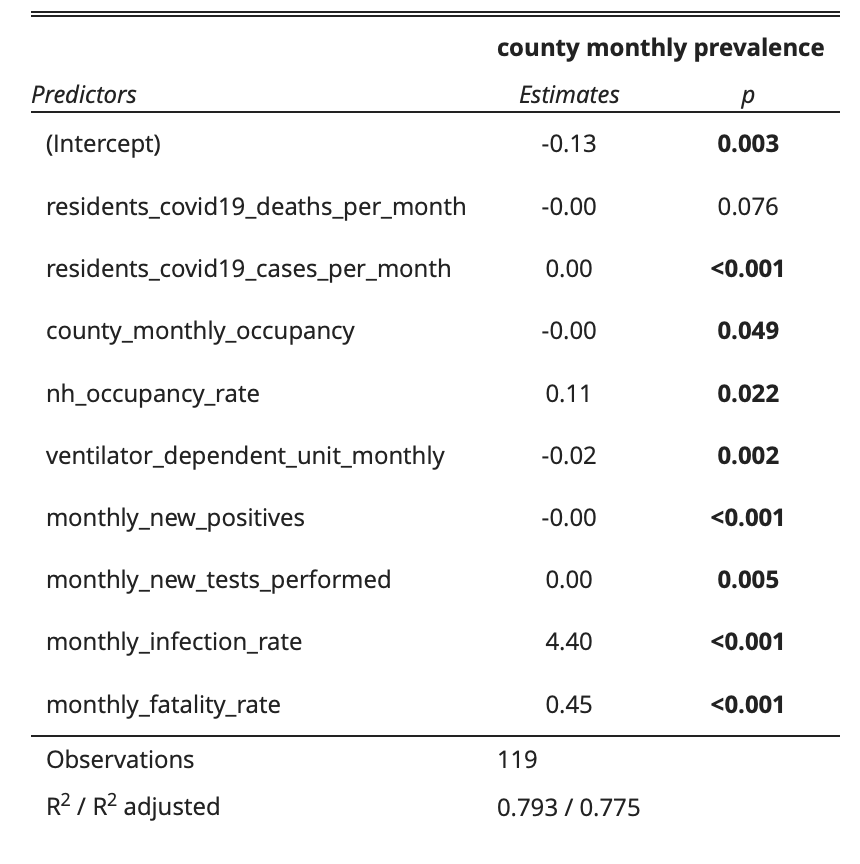 county monthly prevalence
Predictors Estimates p
(Intercept) -0.13 0.003
residents_covid19_deaths_per_month -0.00 0.076
residents_covid19_cases_per_month 0.00 <0.001
county_monthly_occupancy -0.00 0.049
nh_occupancy_rate 0.11 0.022
ventilator_dependent_unit_monthly -0.02 0.002
monthly_new_positives -0.00 <0.001
monthly_new_tests_performed 0.00 0.005
monthly_infection_rate 4.40 <0.001
monthly_fatality_rate 0.45 <0.001
Observations 119
R² / R² adjusted 0.793 / 0.775